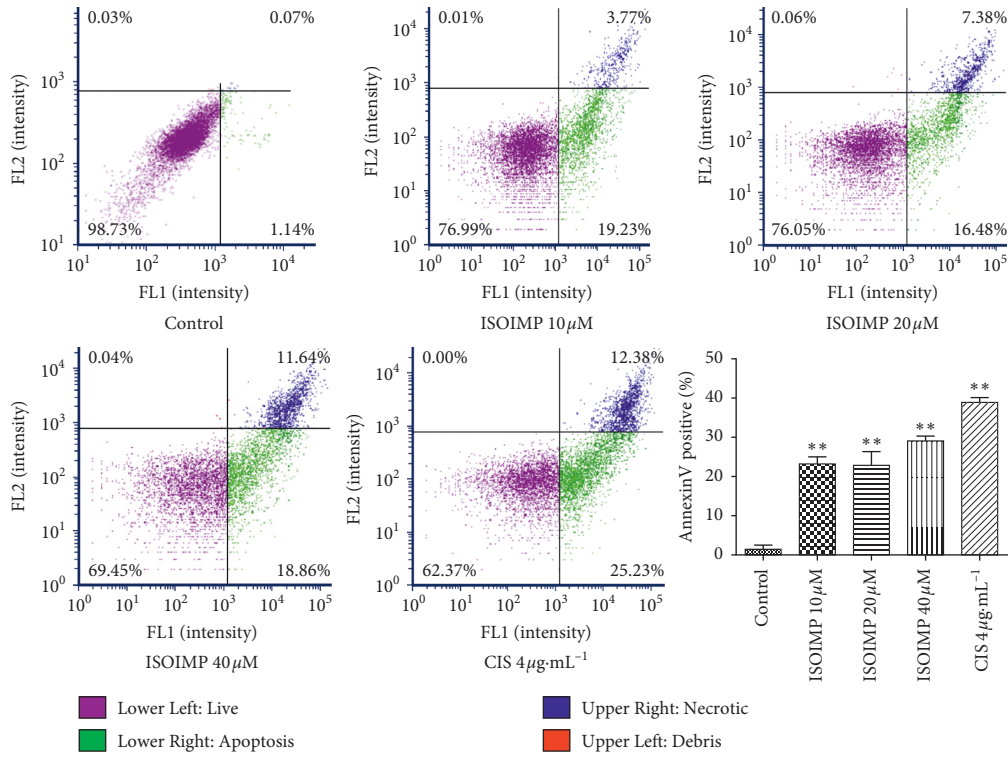 0.03%
0.07%
FL2 (intensity)
10³
10²
10¹
98.73%
1.14%
10¹ 10² 10³ 10⁴
FL1 (intensity)
Control
0.01%
3.77%
FL2 (intensity)
10⁴
10³
10²
10¹
10⁰
76.99%
19.23%
10⁰ 10¹ 10² 10³ 10⁴ 10⁵
FL1 (intensity)
ISOIMP 10 μM
0.06%
7.38%
FL2 (intensity)
10⁴
10³
10²
10¹
10⁰
76.05%
16.48%
10⁰ 10¹ 10² 10³ 10⁴ 10⁵
FL1 (intensity)
ISOIMP 20 μM
0.04%
11.64%
FL2 (intensity)
10⁴
10³
10²
10¹
10⁰
69.45%
18.86%
10⁰ 10¹ 10² 10³ 10⁴ 10⁵
FL1 (intensity)
ISOIMP 40 μM
0.00%
12.38%
FL2 (intensity)
10⁴
10³
10²
10¹
10⁰
62.37%
25.23%
10⁰ 10¹ 10² 10³ 10⁴ 10⁵
FL1 (intensity)
CIS 4 μg·mL⁻¹
Annexin V positive (%)
50
40
30
20
10
0
**
**
**
**
Control
ISOIMP 10 μM
ISOIMP 20 μM
ISOIMP 40 μM
CIS 4 μg·mL⁻¹
Lower Left: Live
Lower Right: Apoptosis
Upper Right: Necrotic
Upper Left: Debris